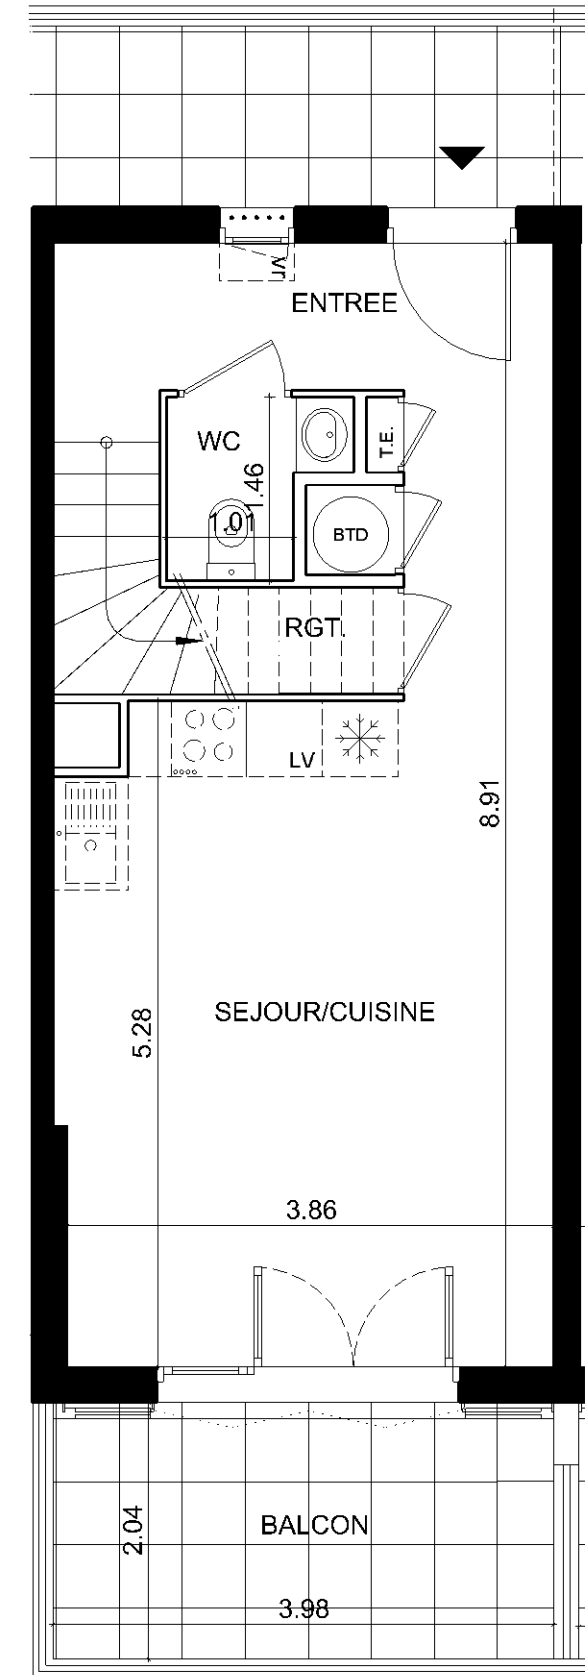 vr
ENTREE
WC
T.E.
1.46
1.01
BTD
RGT.
LV
8.91
SEJOUR/CUISINE
5.28
3.86
BALCON
2.04
3.98